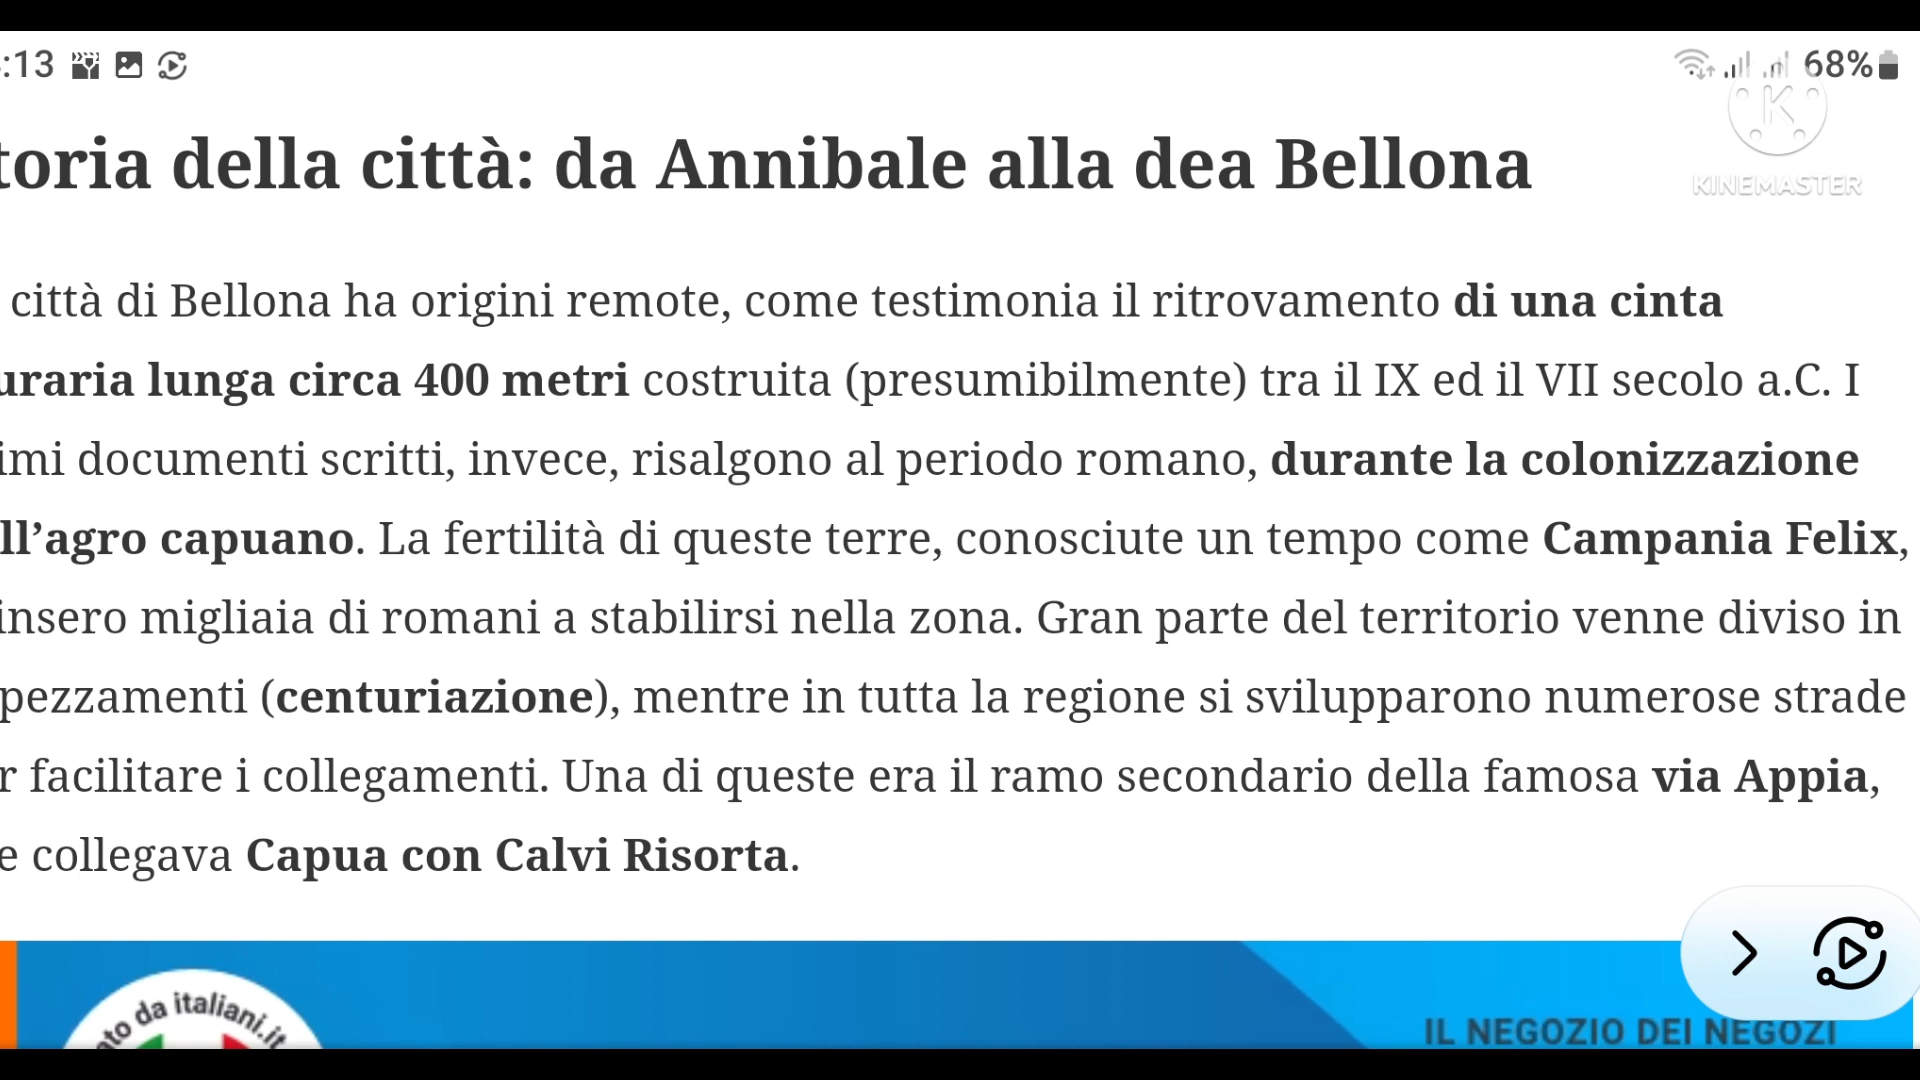 :13
68%
KINEMASTER
toria della città: da Annibale alla dea Bellona
città di Bellona ha origini remote, come testimonia il ritrovamento di una cinta
uraria lunga circa 400 metri costruita (presumibilmente) tra il IX ed il VII secolo a.C. I
imi documenti scritti, invece, risalgono al periodo romano, durante la colonizzazione
ll’agro capuano. La fertilità di queste terre, conosciute un tempo come Campania Felix,
insero migliaia di romani a stabilirsi nella zona. Gran parte del territorio venne diviso in
pezzamenti (centuriazione), mentre in tutta la regione si svilupparono numerose strade
r facilitare i collegamenti. Una di queste era il ramo secondario della famosa via Appia,
e collegava Capua con Calvi Risorta.
ato da italiani.it
IL NEGOZIO DEI NEGOZI